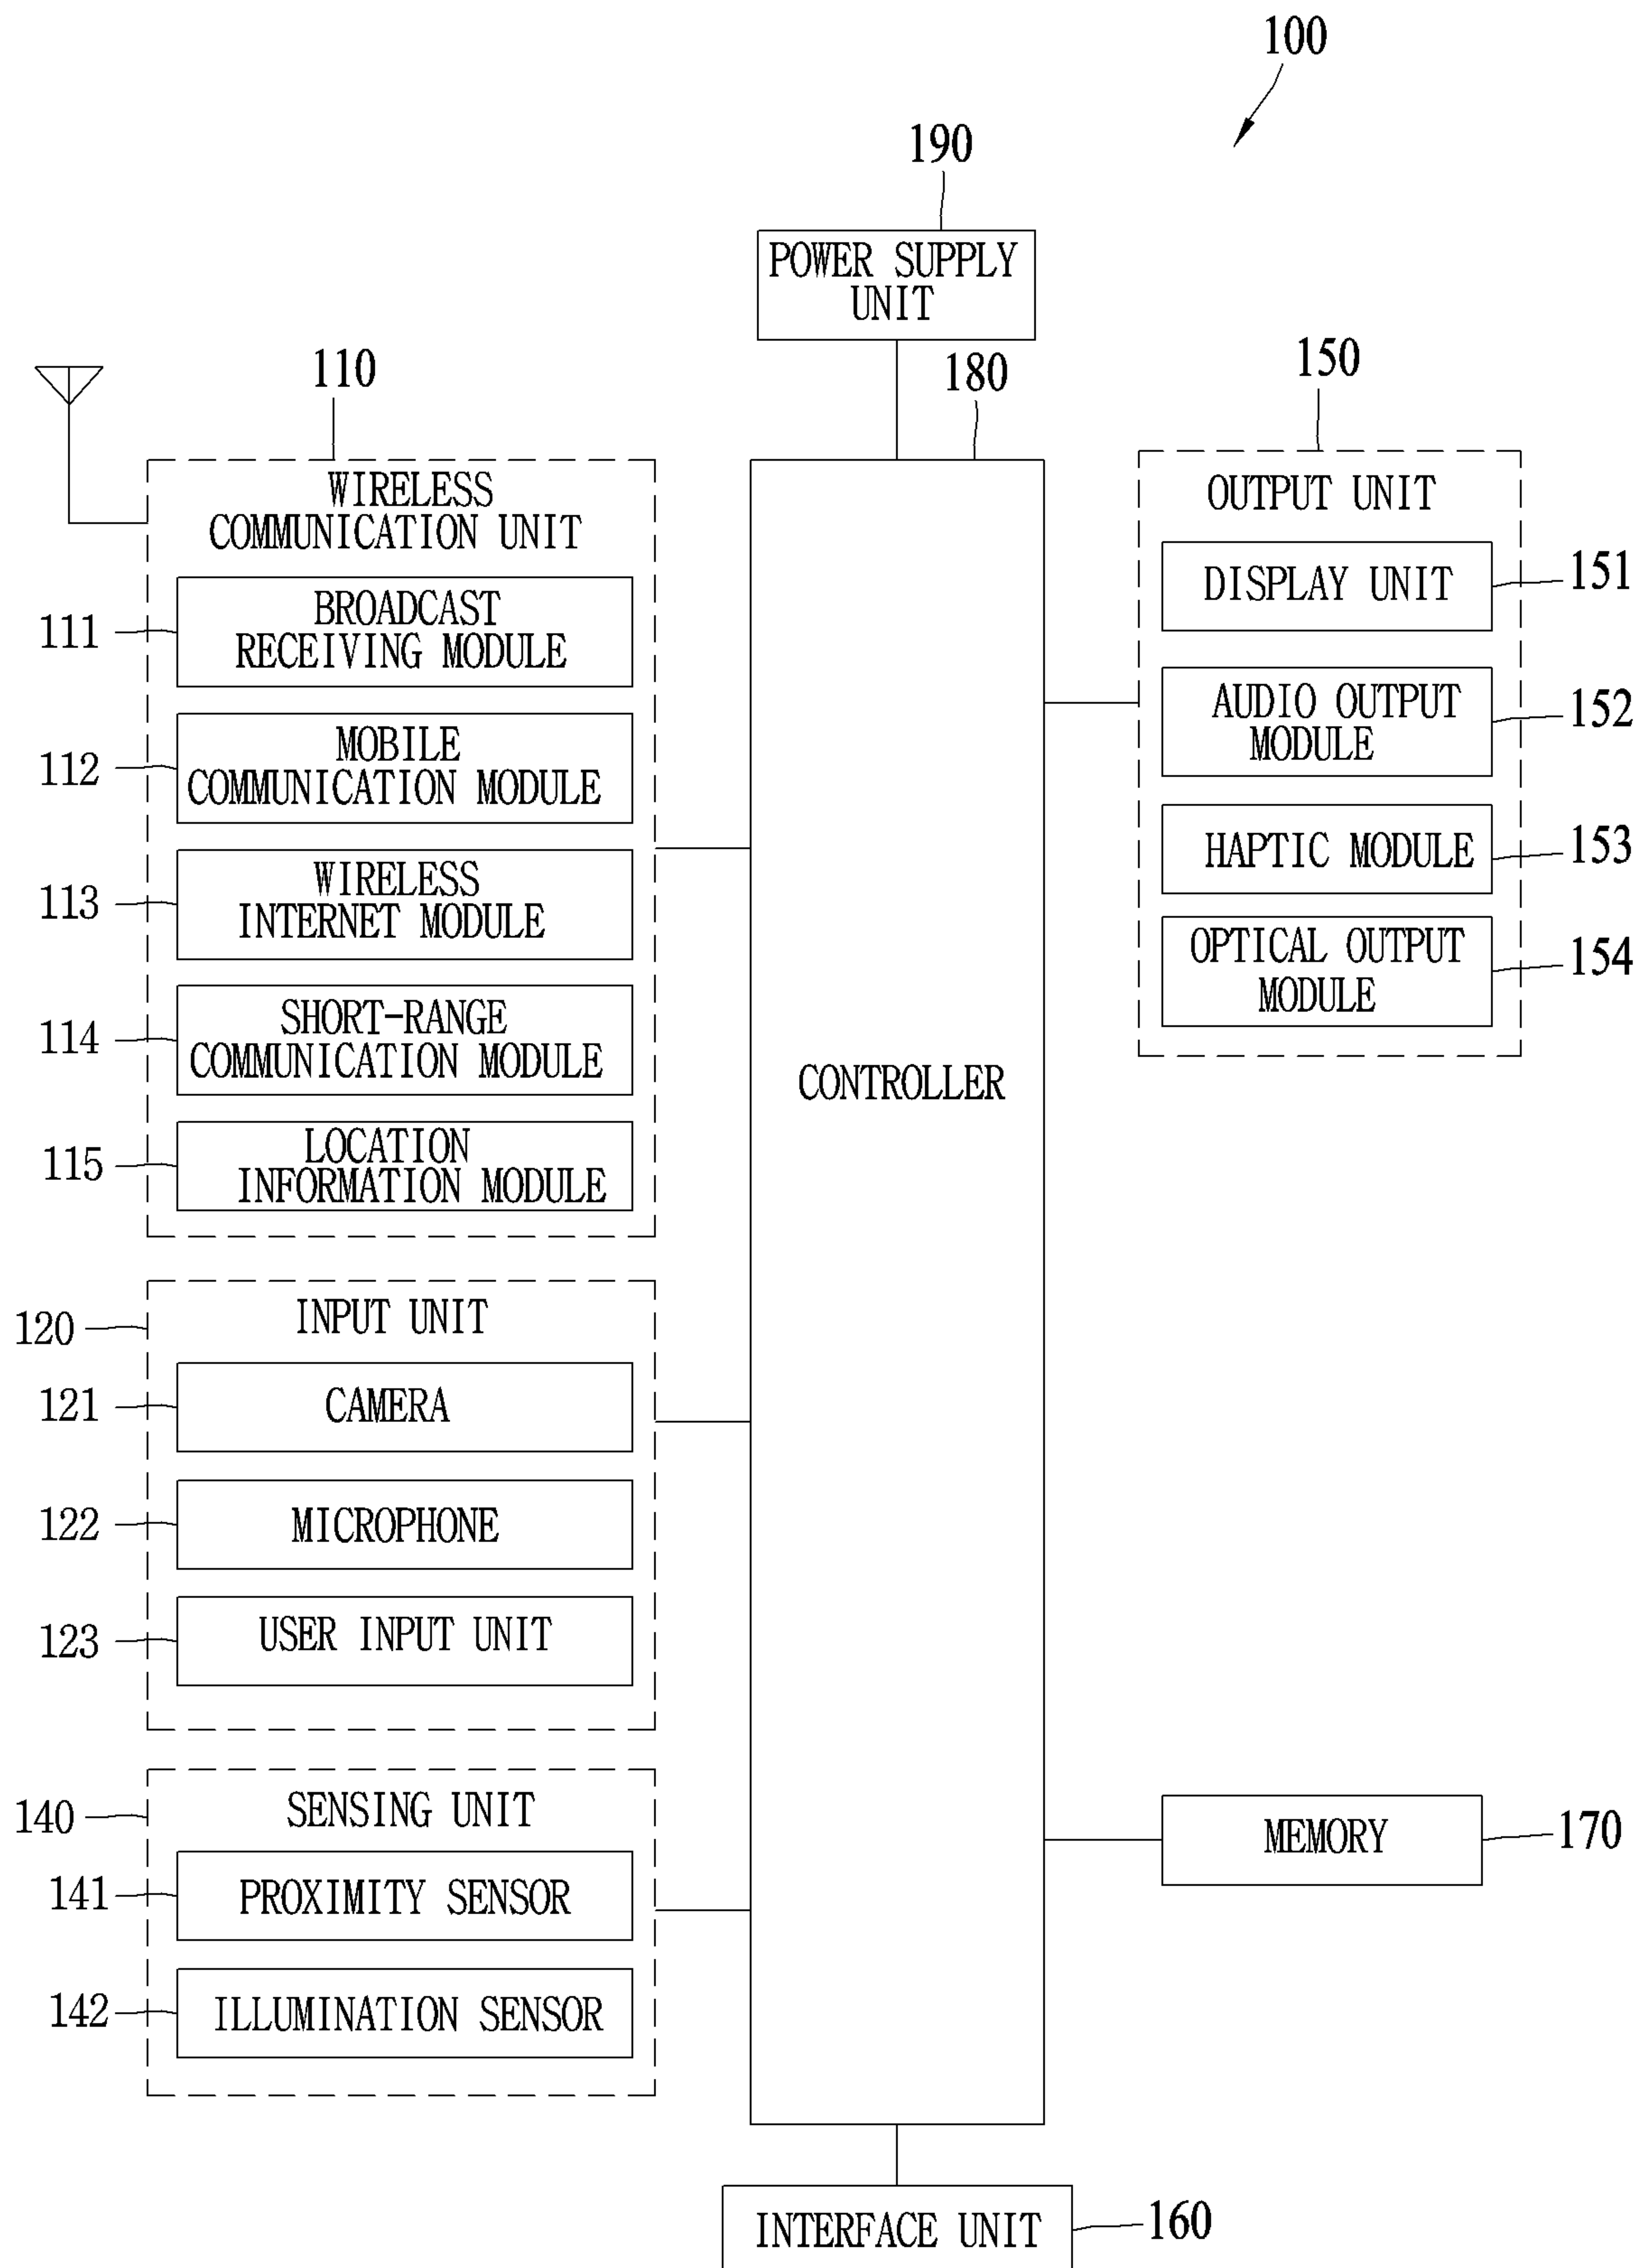 100
190
POWER SUPPLY
UNIT
110
180
150
WIRELESS
COMMUNICATION UNIT
111
BROADCAST
RECEIVING MODULE
112
MOBILE
COMMUNICATION MODULE
113
WIRELESS
INTERNET MODULE
114
SHORT-RANGE
COMMUNICATION MODULE
115
LOCATION
INFORMATION MODULE
120
INPUT UNIT
121
CAMERA
122
MICROPHONE
123
USER INPUT UNIT
140
SENSING UNIT
141
PROXIMITY SENSOR
142
ILLUMINATION SENSOR
CONTROLLER
OUTPUT UNIT
DISPLAY UNIT
151
AUDIO OUTPUT
MODULE
152
HAPTIC MODULE
153
OPTICAL OUTPUT
MODULE
154
MEMORY
170
INTERFACE UNIT
160